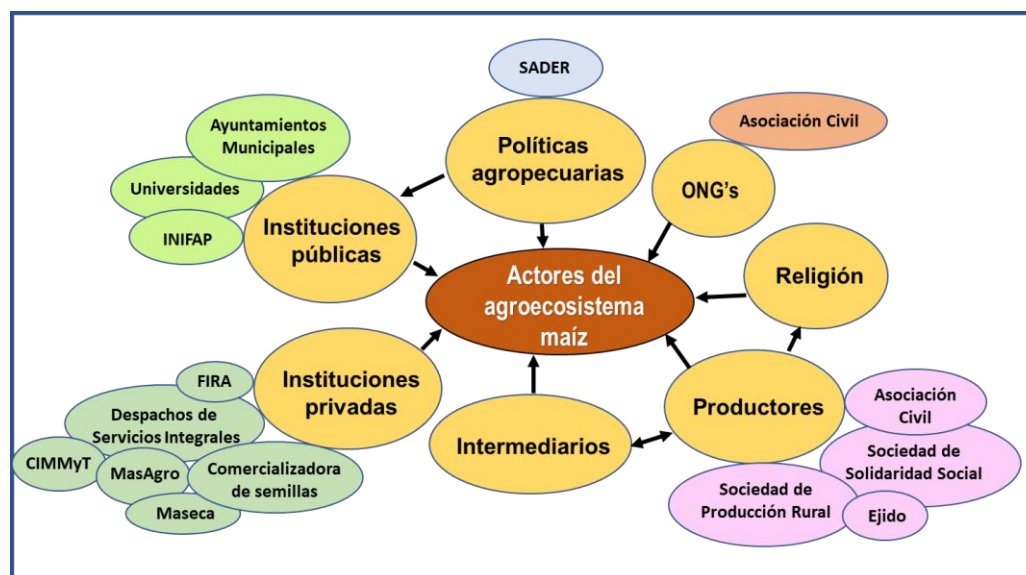 SADER
Políticas
agropecuarias
Asociación Civil
ONG's
Ayuntamientos
Municipales
Universidades
INIFAP
Instituciones
públicas
Actores del
agroecosistema
maíz
Religión
FIRA
Instituciones
privadas
Despachos de
Servicios Integrales
CIMMyT
MasAgro
Comercializadora
de semillas
Maseca
Intermediarios
Productores
Asociación
Civil
Sociedad de
Solidaridad Social
Sociedad de
Producción Rural
Ejido